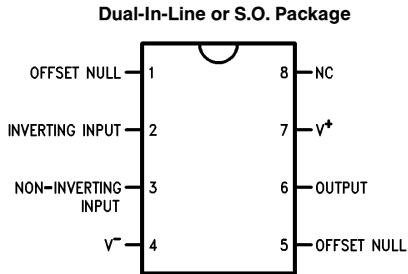 Dual-In-Line or S.O. Package
OFFSET NULL 1 8 NC
INVERTING INPUT 2 7 V+
NON-INVERTING
INPUT 3 6 OUTPUT
V- 4 5 OFFSET NULL